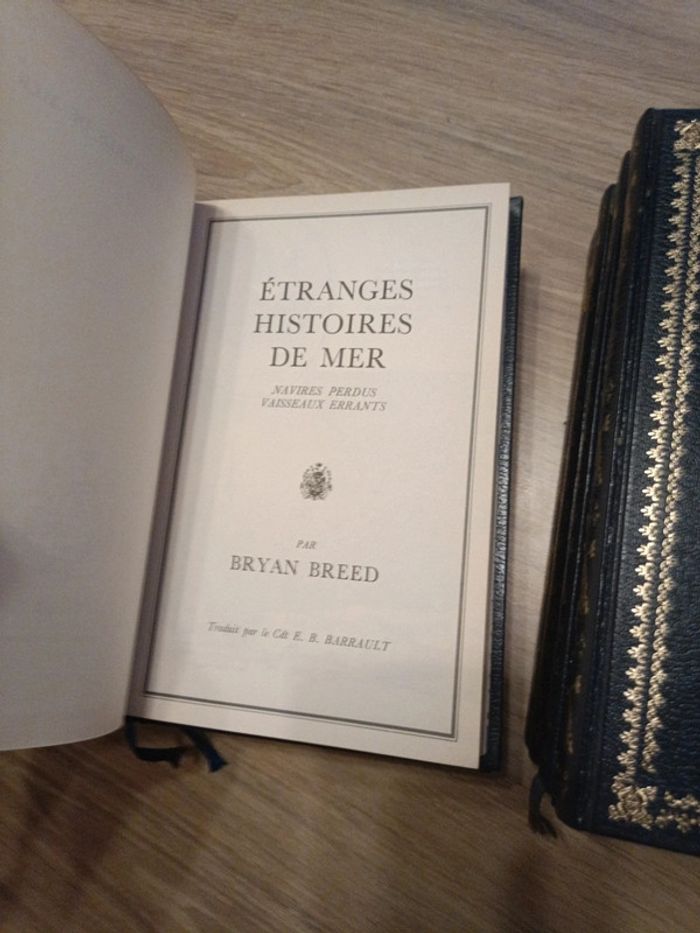 ÉTRANGES
HISTOIRES
DE MER
NAVIRES PERDUS
VAISSEAUX ERRANTS
PAR
BRYAN BREED
Traduit par le Cdt E. B. BARRAULT